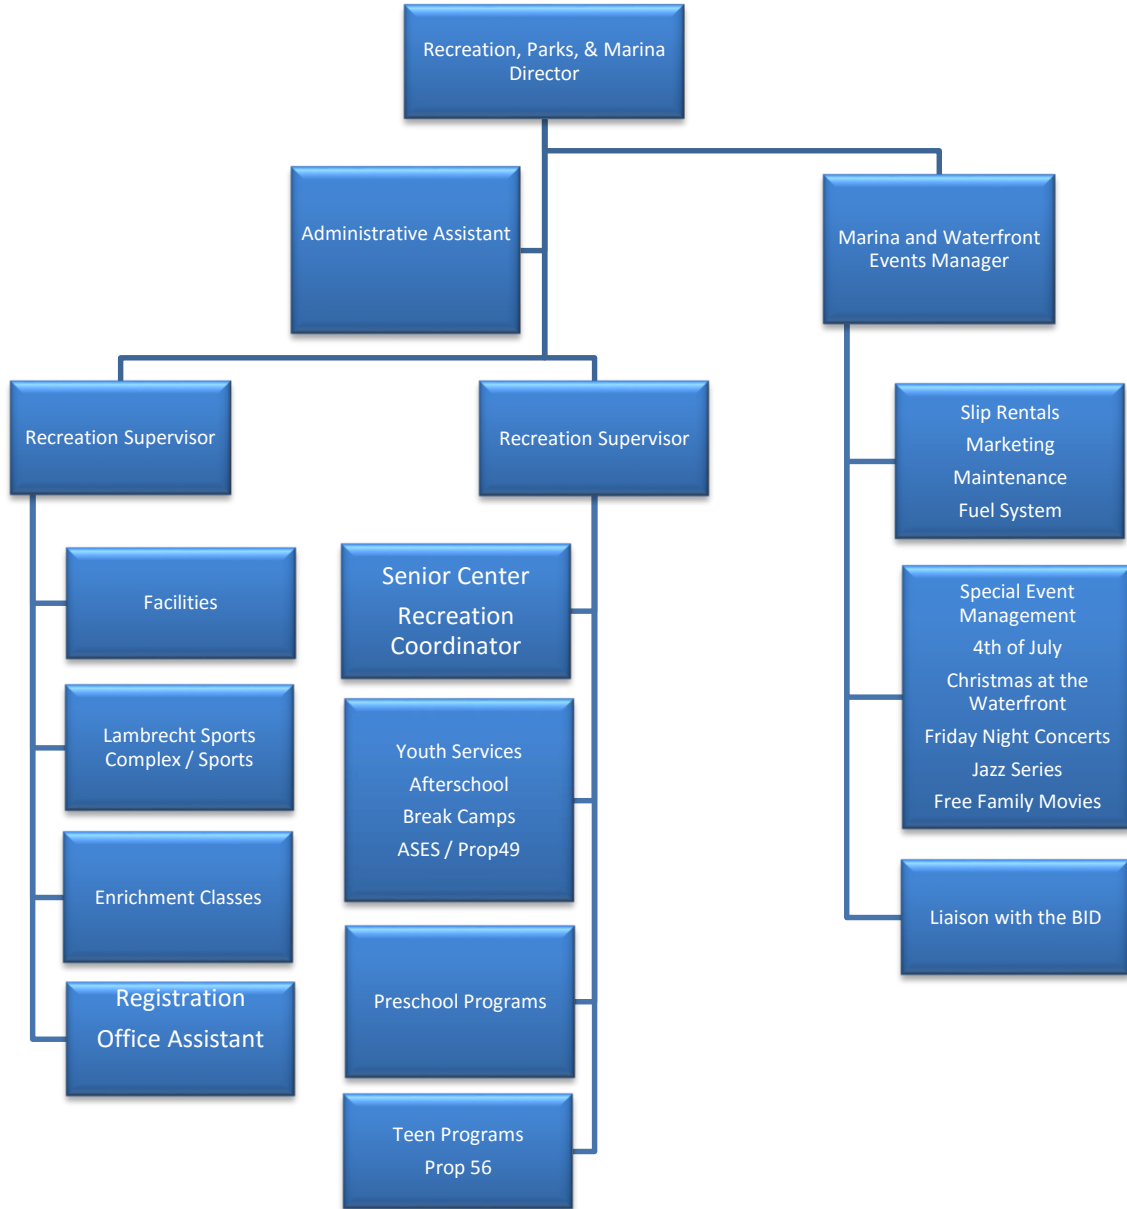 Recreation, Parks, & Marina
Director
Administrative Assistant
Marina and Waterfront
Events Manager
Recreation Supervisor
Facilities
Lambrecht Sports
Complex / Sports
Enrichment Classes
Registration
Office Assistant
Recreation Supervisor
Senior Center
Recreation
Coordinator
Youth Services
Afterschool
Break Camps
ASES / Prop49
Preschool Programs
Teen Programs
Prop 56
Slip Rentals
Marketing
Maintenance
Fuel System
Special Event
Management
4th of July
Christmas at the
Waterfront
Friday Night Concerts
Jazz Series
Free Family Movies
Liaison with the BID